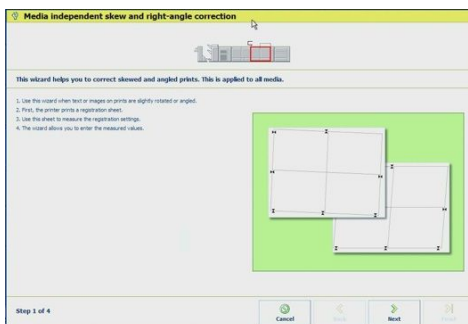 Media independent skew and right-angle correction
This wizard helps you to correct skewed and angled prints. This is applied to all media.
1. Use this wizard when text or images on prints are slightly rotated or angled.
2. First, the printer prints a registration sheet.
3. Use this sheet to measure the registration settings.
4. The wizard allows you to enter the measured values.
Step 1 of 4
Cancel
Next